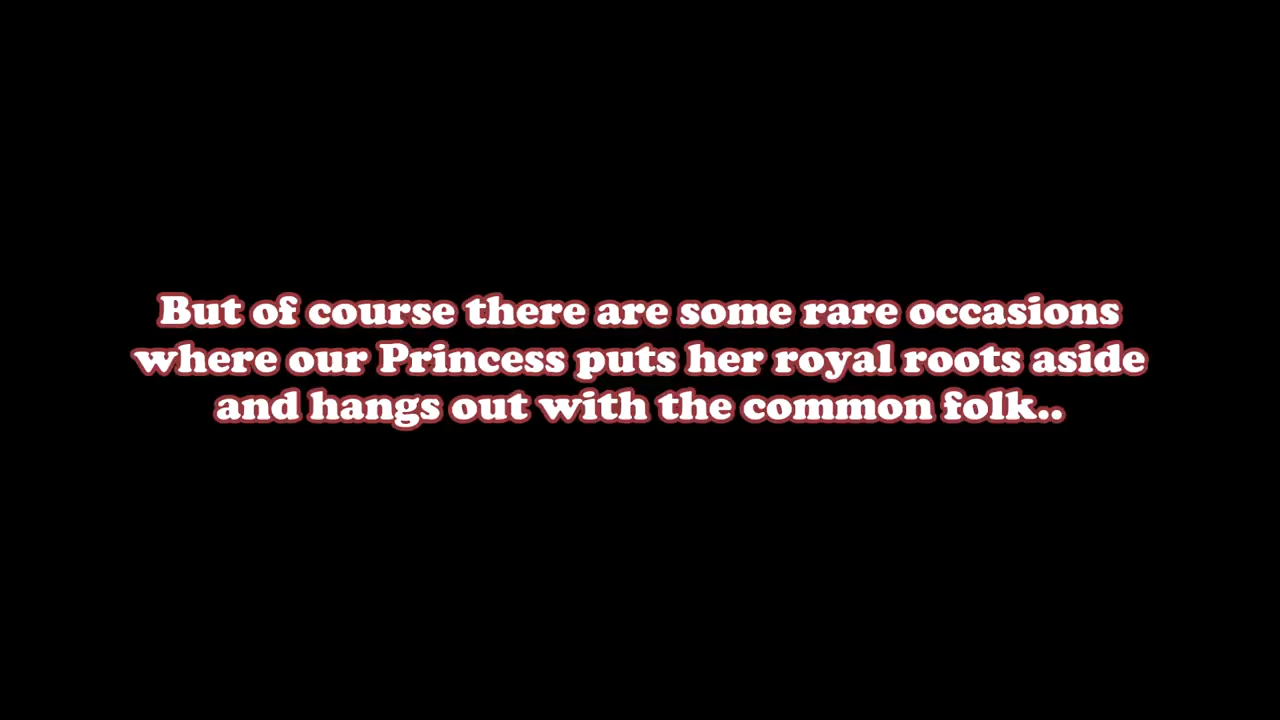 But of course there are some rare occasions
where our Princess puts her royal roots aside
and hangs out with the common folk..